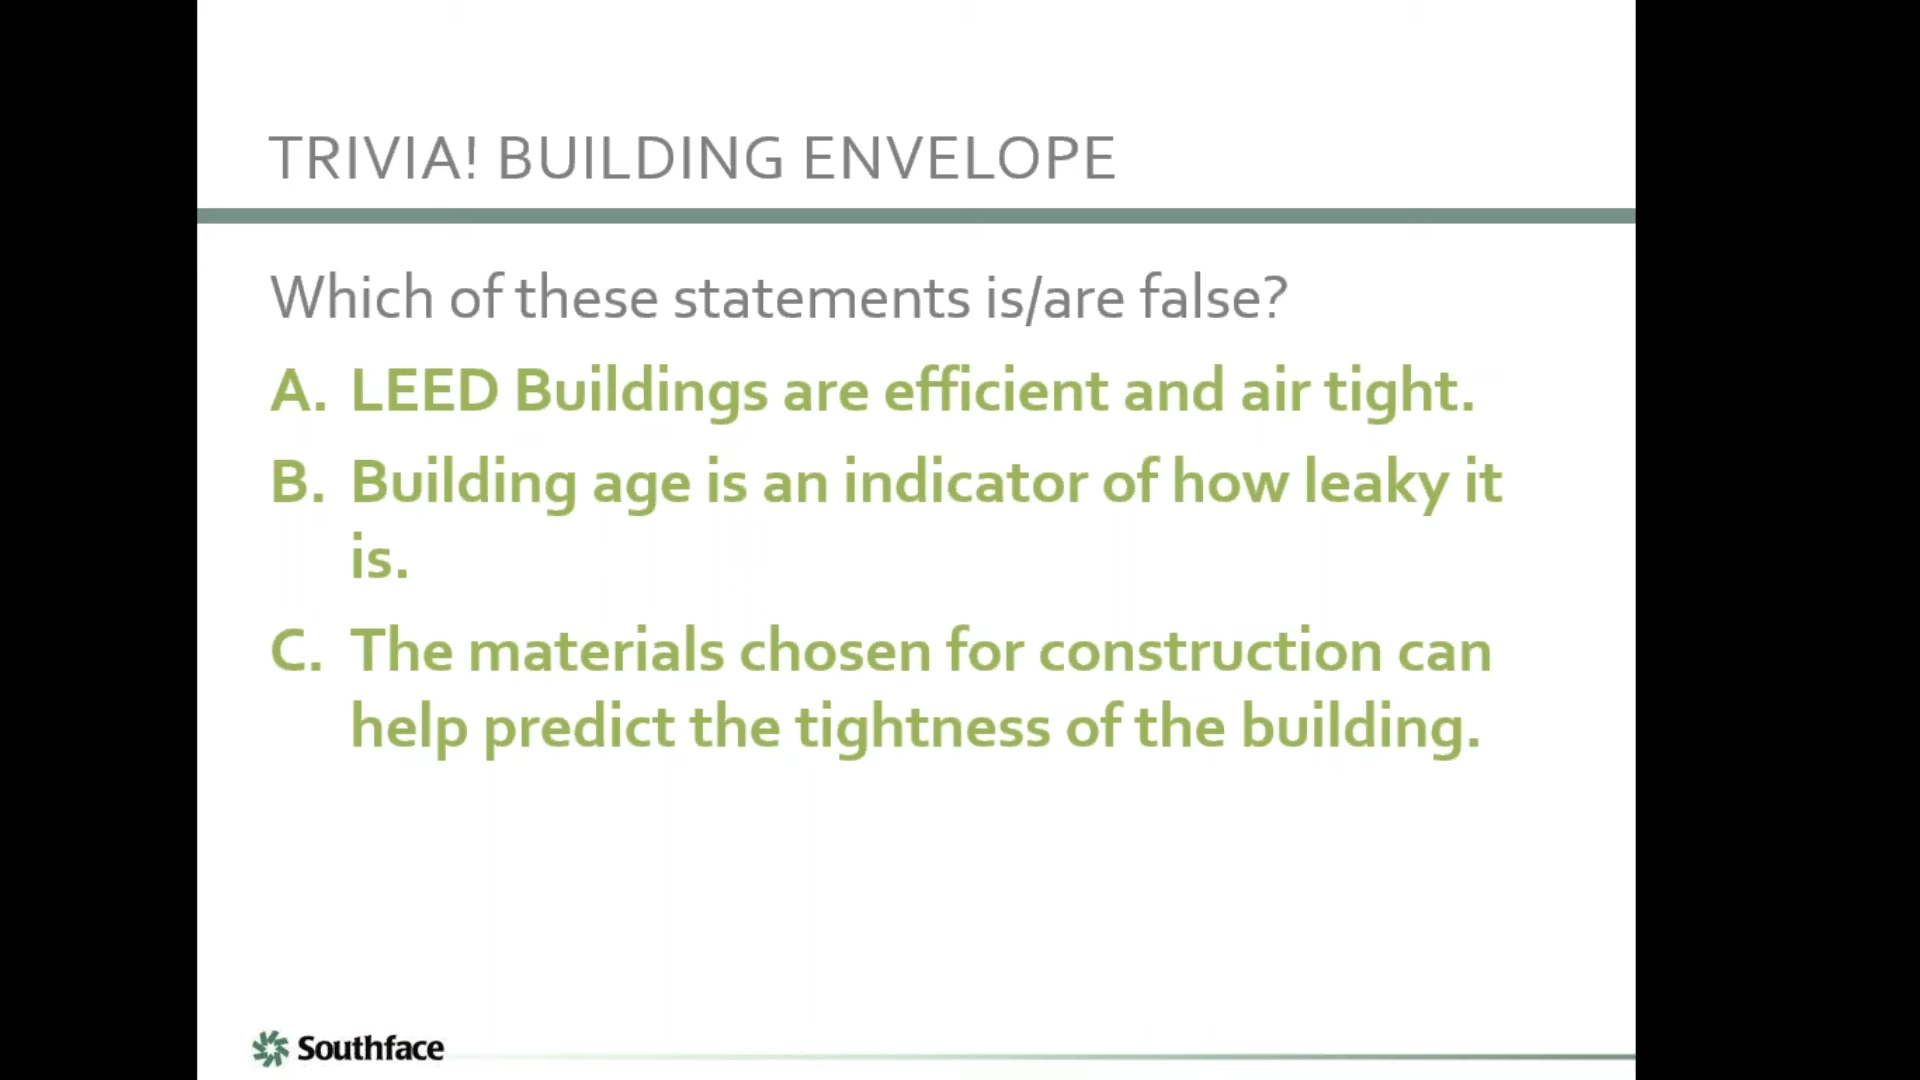 TRIVIA! BUILDING ENVELOPE
Which of these statements is/are false?
A. LEED Buildings are efficient and air tight.
B. Building age is an indicator of how leaky it
is.
C. The materials chosen for construction can
help predict the tightness of the building.
Southface